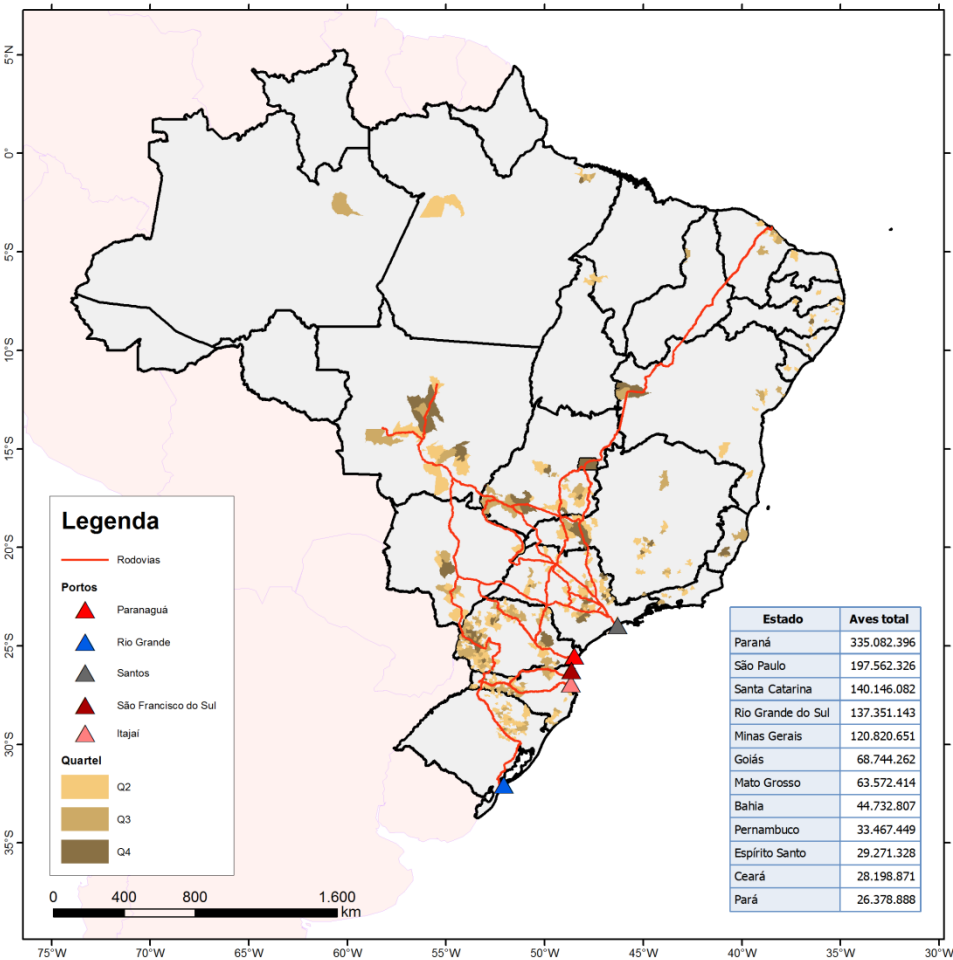 5°N
0°
5°S
10°S
15°S
20°S
25°S
30°S
35°S
Legenda
Rodovias
Portos
Paranaguá
Rio Grande
Santos
São Francisco do Sul
Itajaí
Quartel
Q2
Q3
Q4
0 400 800 1.600
km
Estado Aves total
Paraná 335.082.396
São Paulo 197.562.326
Santa Catarina 140.146.082
Rio Grande do Sul 137.351.143
Minas Gerais 120.820.651
Goiás 68.744.262
Mato Grosso 63.572.414
Bahia 44.732.807
Pernambuco 33.467.449
Espírito Santo 29.271.328
Ceará 28.198.871
Pará 26.378.888
75°W 70°W 65°W 60°W 55°W 50°W 45°W 40°W 35°W 30°W